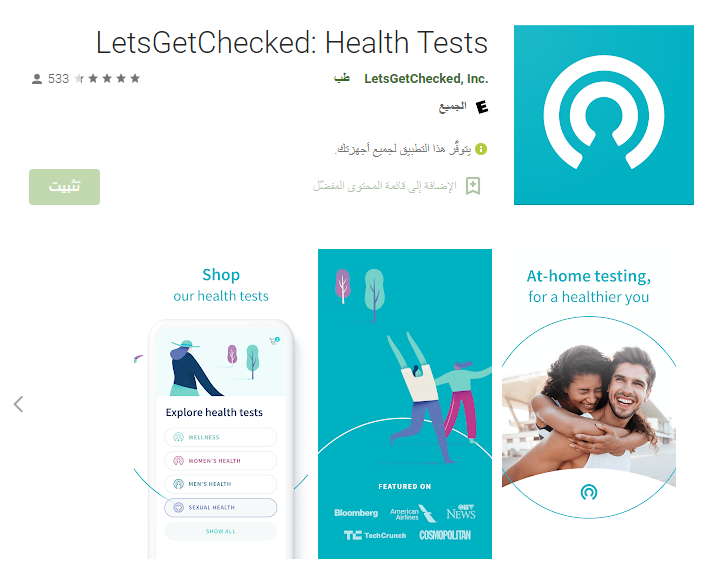 LetsGetChecked: Health Tests
LetsGetChecked, Inc. طب
533
E الجميع
يتوفّر هذا التطبيق لجميع أجهزتك.
الإضافة إلى قائمة المحتوى المفضّل
تثبيت
Shop
our health tests
Explore health tests
WELLNESS
WOMEN'S HEALTH
MEN'S HEALTH
SEXUAL HEALTH
SHOW ALL
FEATURED ON
Bloomberg
American Airlines
CBT NEWS
TC TechCrunch
COSMOPOLITAN
At-home testing,
for a healthier you